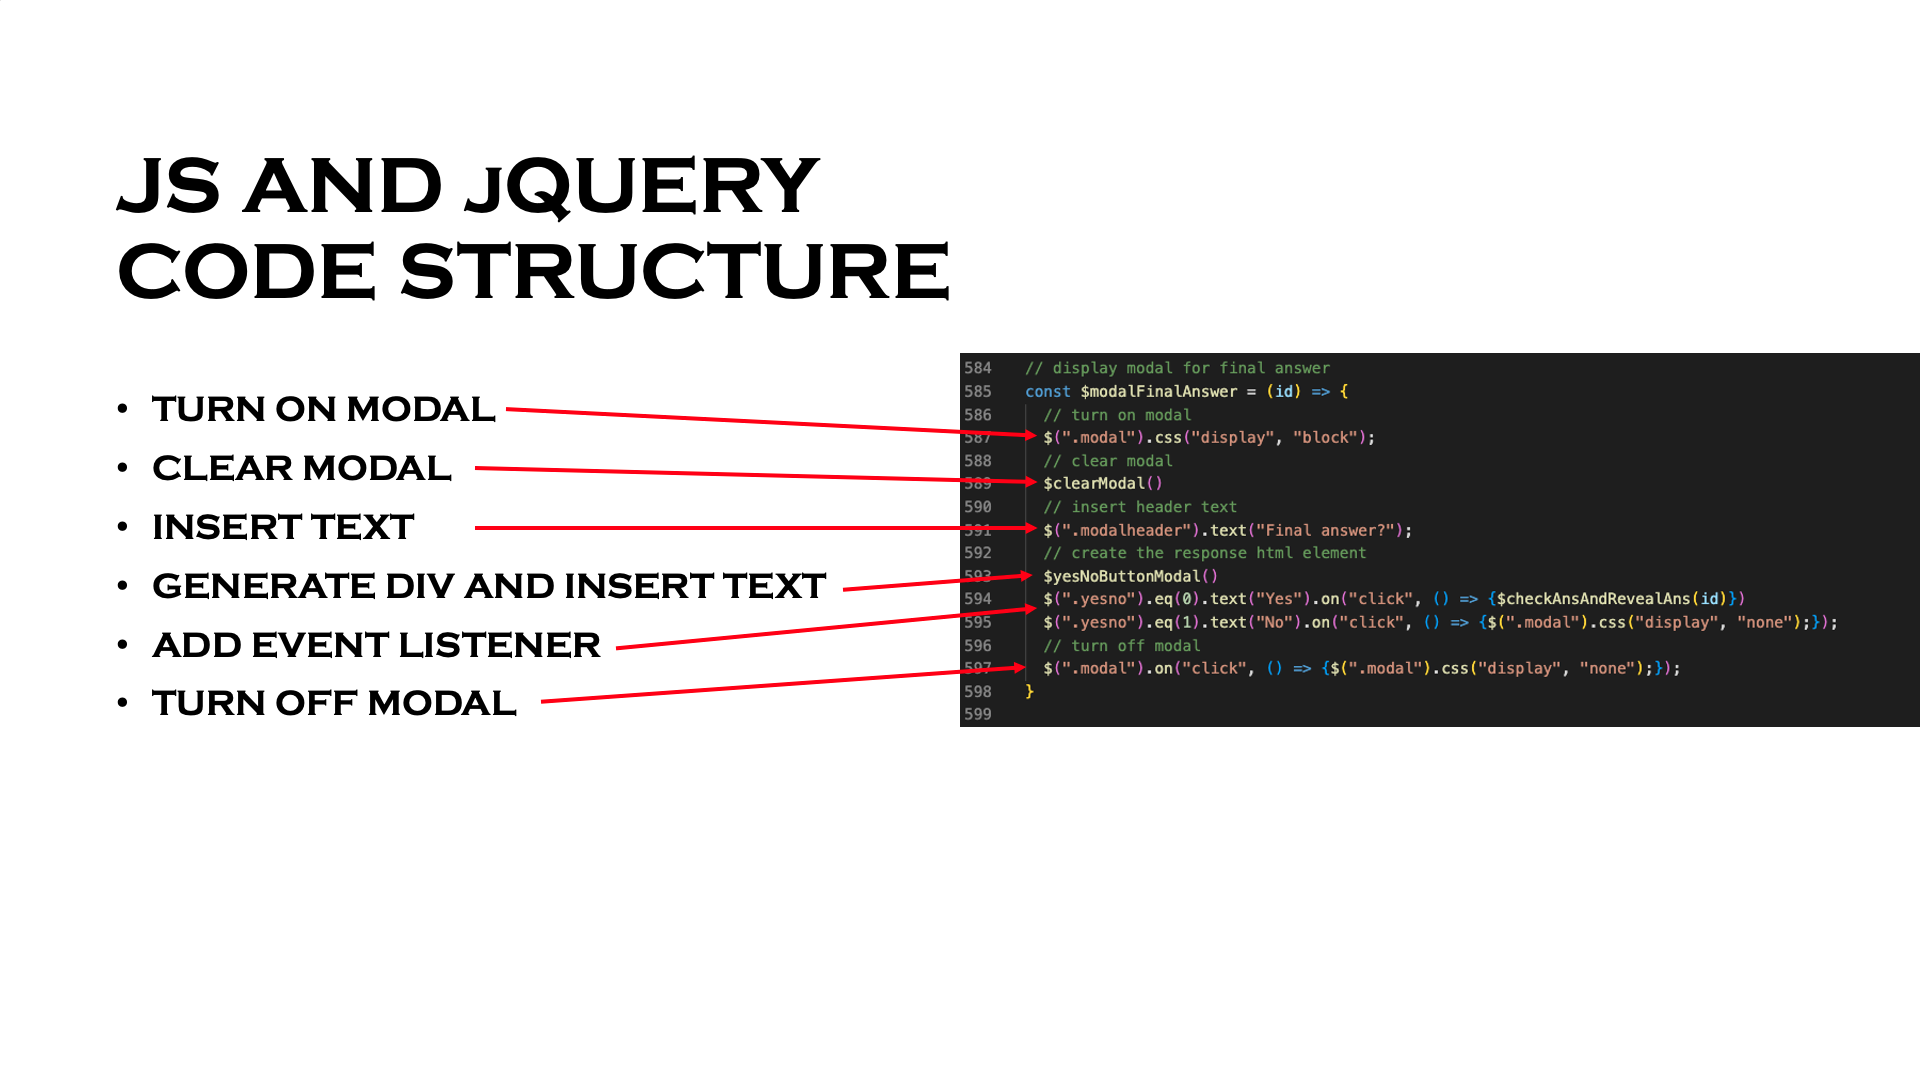 JS AND JQUERY
CODE STRUCTURE
• TURN ON MODAL
• CLEAR MODAL
• INSERT TEXT
• GENERATE DIV AND INSERT TEXT
• ADD EVENT LISTENER
• TURN OFF MODAL
584 // display modal for final answer
585 const $modalFinalAnswer = (id) => {
586 // turn on modal
587 $(".modal").css("display", "block");
588 // clear modal
589 $clearModal()
590 // insert header text
591 $(".modalheader").text("Final answer?");
592 // create the response html element
593 $yesNoButtonModal()
594 $(".yesno").eq(0).text("Yes").on("click", () => {$checkAnsAndRevealAns(id)})
595 $(".yesno").eq(1).text("No").on("click", () => {$(".modal").css("display", "none");});
596 // turn off modal
597 $(".modal").on("click", () => {$(".modal").css("display", "none");});
598 }
599